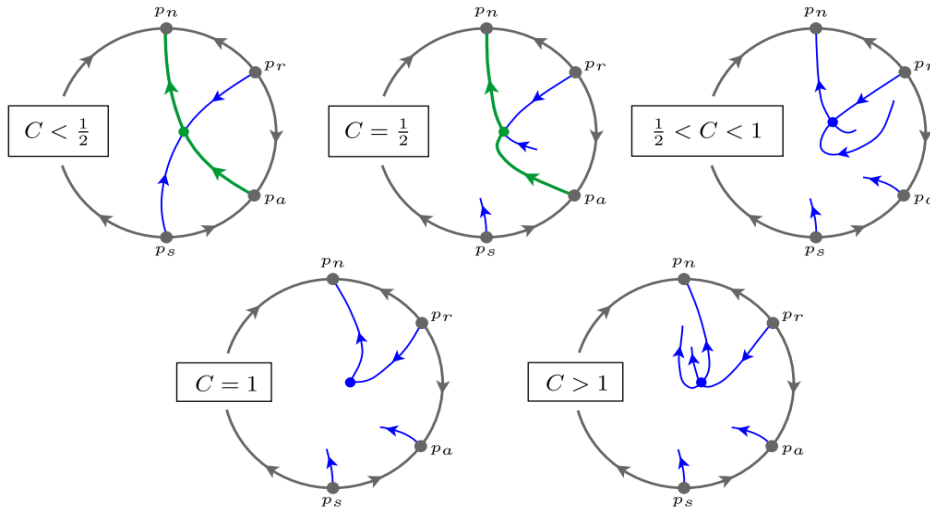 p_n
p_r
C < 1/2
p_a
p_s
p_n
p_r
C = 1/2
p_a
p_s
p_n
p_r
1/2 < C < 1
p_a
p_s
p_n
p_r
C = 1
p_a
p_s
p_n
p_r
C > 1
p_a
p_s